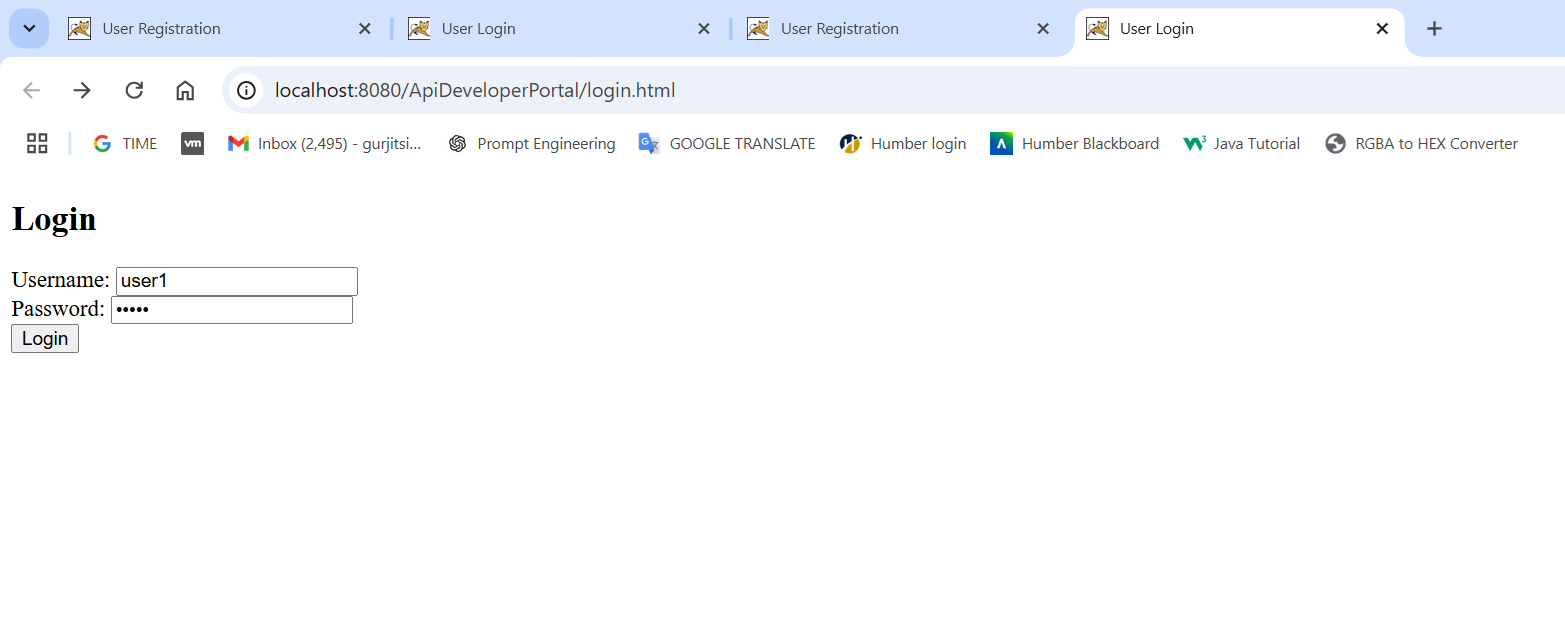 User Registration User Login User Registration User Login
localhost:8080/ApiDeveloperPortal/login.html
TIME vm Inbox (2,495) - gurjitsi... Prompt Engineering GOOGLE TRANSLATE Humber login Humber Blackboard Java Tutorial RGBA to HEX Converter
Login
Username: user1
Password: •••••
Login